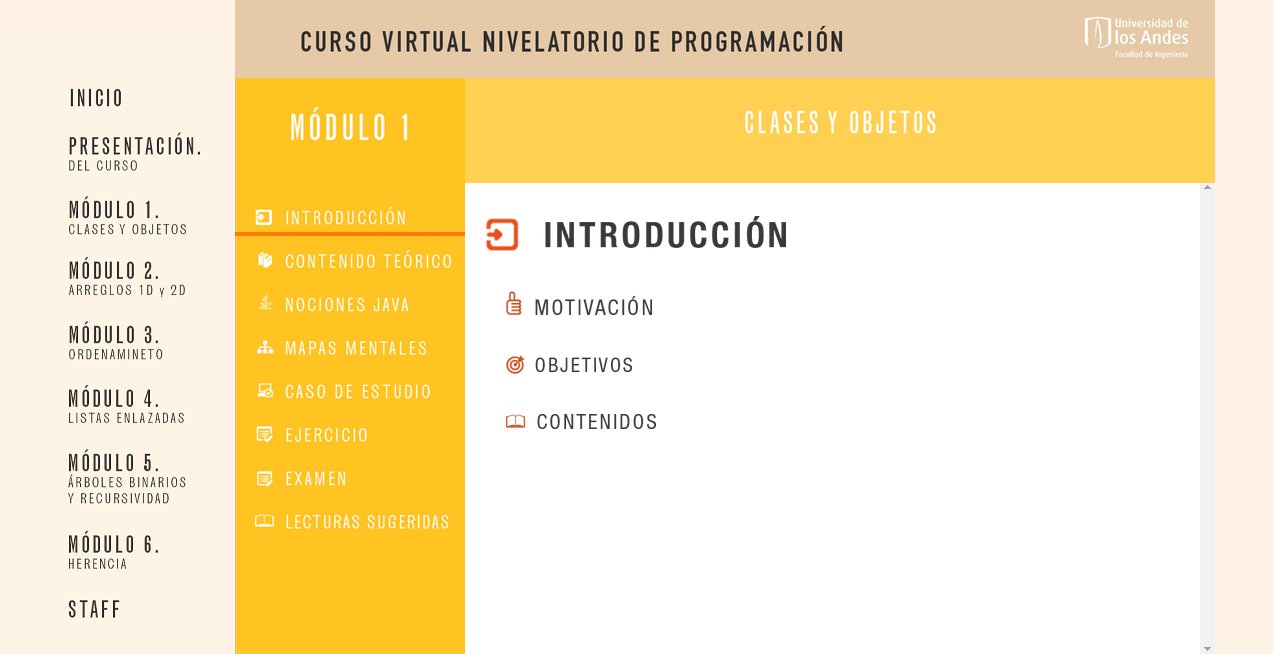 CURSO VIRTUAL NIVELATORIO DE PROGRAMACIÓN
Universidad de
los Andes
Facultad de Ingeniería
INICIO
PRESENTACIÓN.
DEL CURSO
MÓDULO 1.
CLASES Y OBJETOS
MÓDULO 2.
ARREGLOS 1D y 2D
MÓDULO 3.
ORDENAMINETO
MÓDULO 4.
LISTAS ENLAZADAS
MÓDULO 5.
ÁRBOLES BINARIOS
Y RECURSIVIDAD
MÓDULO 6.
HERENCIA
STAFF
MÓDULO 1
INTRODUCCIÓN
CONTENIDO TEÓRICO
NOCIONES JAVA
MAPAS MENTALES
CASO DE ESTUDIO
EJERCICIO
EXAMEN
LECTURAS SUGERIDAS
CLASES Y OBJETOS
INTRODUCCIÓN
MOTIVACIÓN
OBJETIVOS
CONTENIDOS